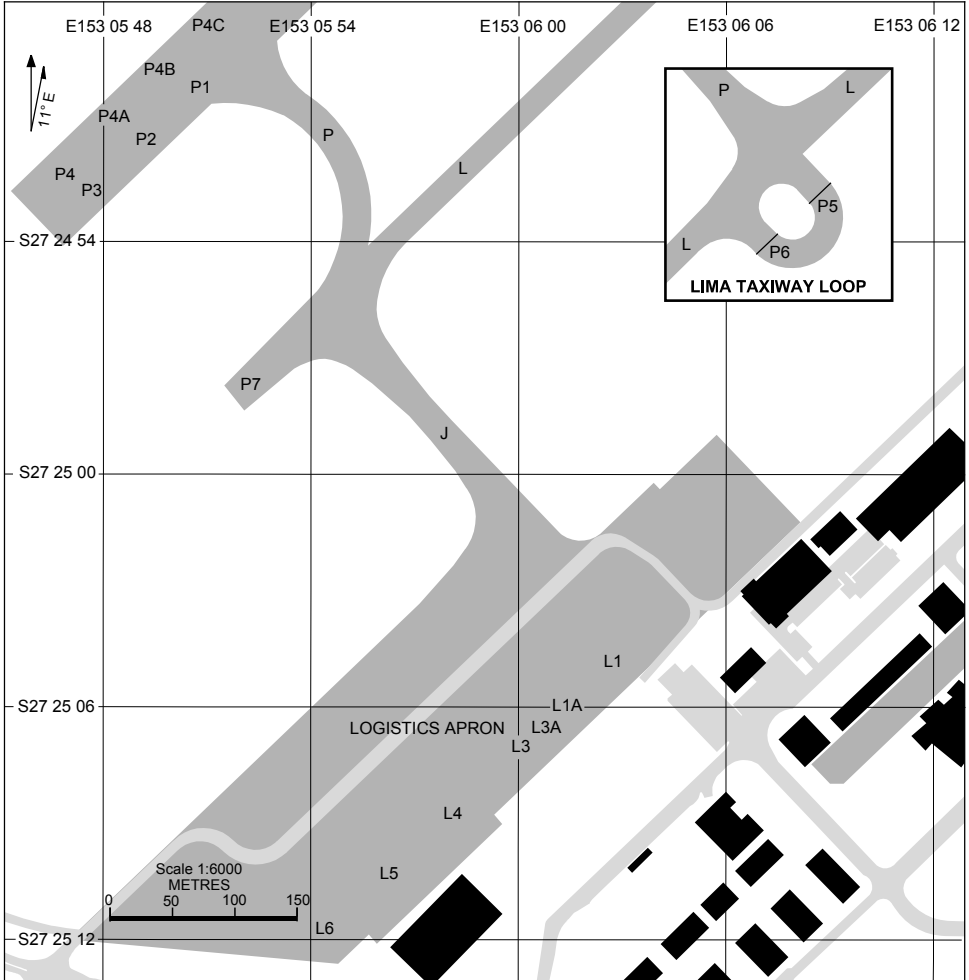 E153 05 48
P4C
E153 05 54
E153 06 00
E153 06 06
E153 06 12
P4B
P1
P
L
11° E
P4A
P2
P
L
P4
P3
P5
S27 24 54
L
P6
LIMA TAXIWAY LOOP
P7
J
S27 25 00
L1
S27 25 06
L1A
LOGISTICS APRON
L3A
L3
L4
Scale 1:6000
METRES
0 50 100 150
L5
L6
S27 25 12